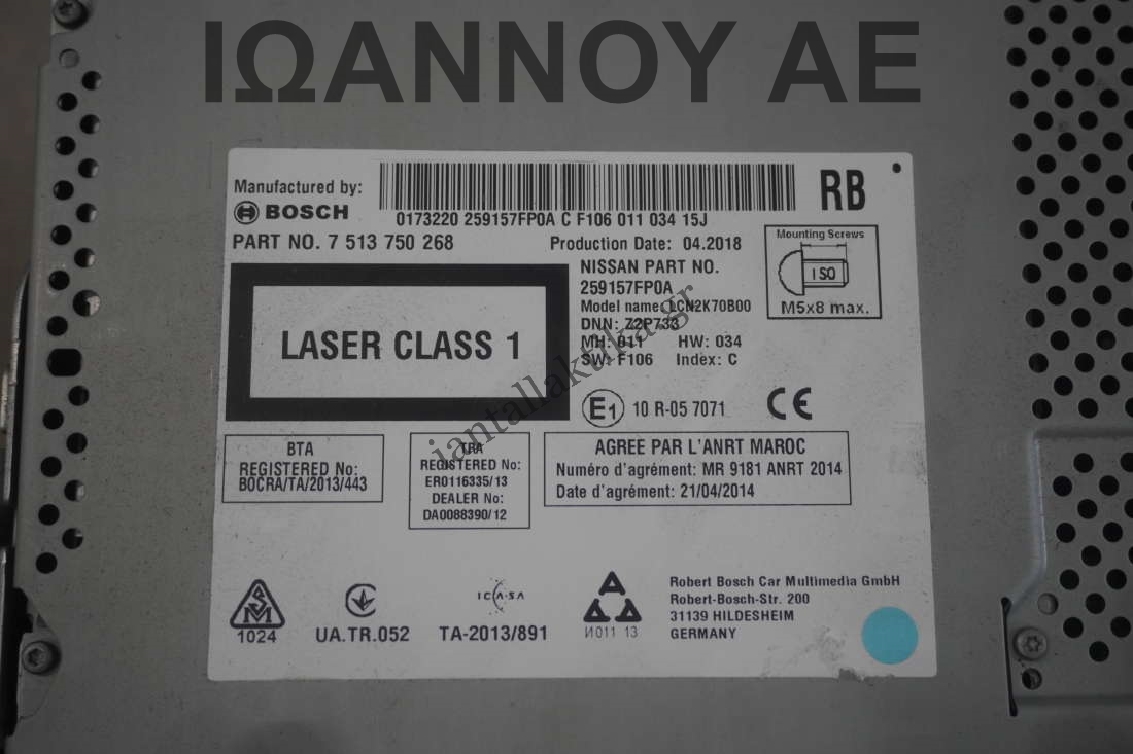 ΙΩΑΝΝΟΥ ΑΕ
Manufactured by:
BOSCH
RB
0173220 259157FP0A C F106 011 034 15J
PART NO. 7 513 750 268
Production Date: 04.2018
Mounting Screws
ISO
M5x8 max.
NISSAN PART NO.
259157FP0A
Model name: LCN2K70B00
DNN: Z2P733
MH: 011 HW: 034
SW: F106 Index: C
LASER CLASS 1
E1 10 R-05 7071 CE
iantallaktika.gr
BTA
REGISTERED No:
BOCRA/TA/2013/443
TRA
REGISTERED No:
ER0116335/13
DEALER No:
DA0088390/12
AGREE PAR L'ANRT MAROC
Numéro d'agrément: MR 9181 ANRT 2014
Date d'agrément: 21/04/2014
SM
1024
UA.TR.052
ICASA
TA-2013/891
И011 13
Robert Bosch Car Multimedia GmbH
Robert-Bosch-Str. 200
31139 HILDESHEIM
GERMANY